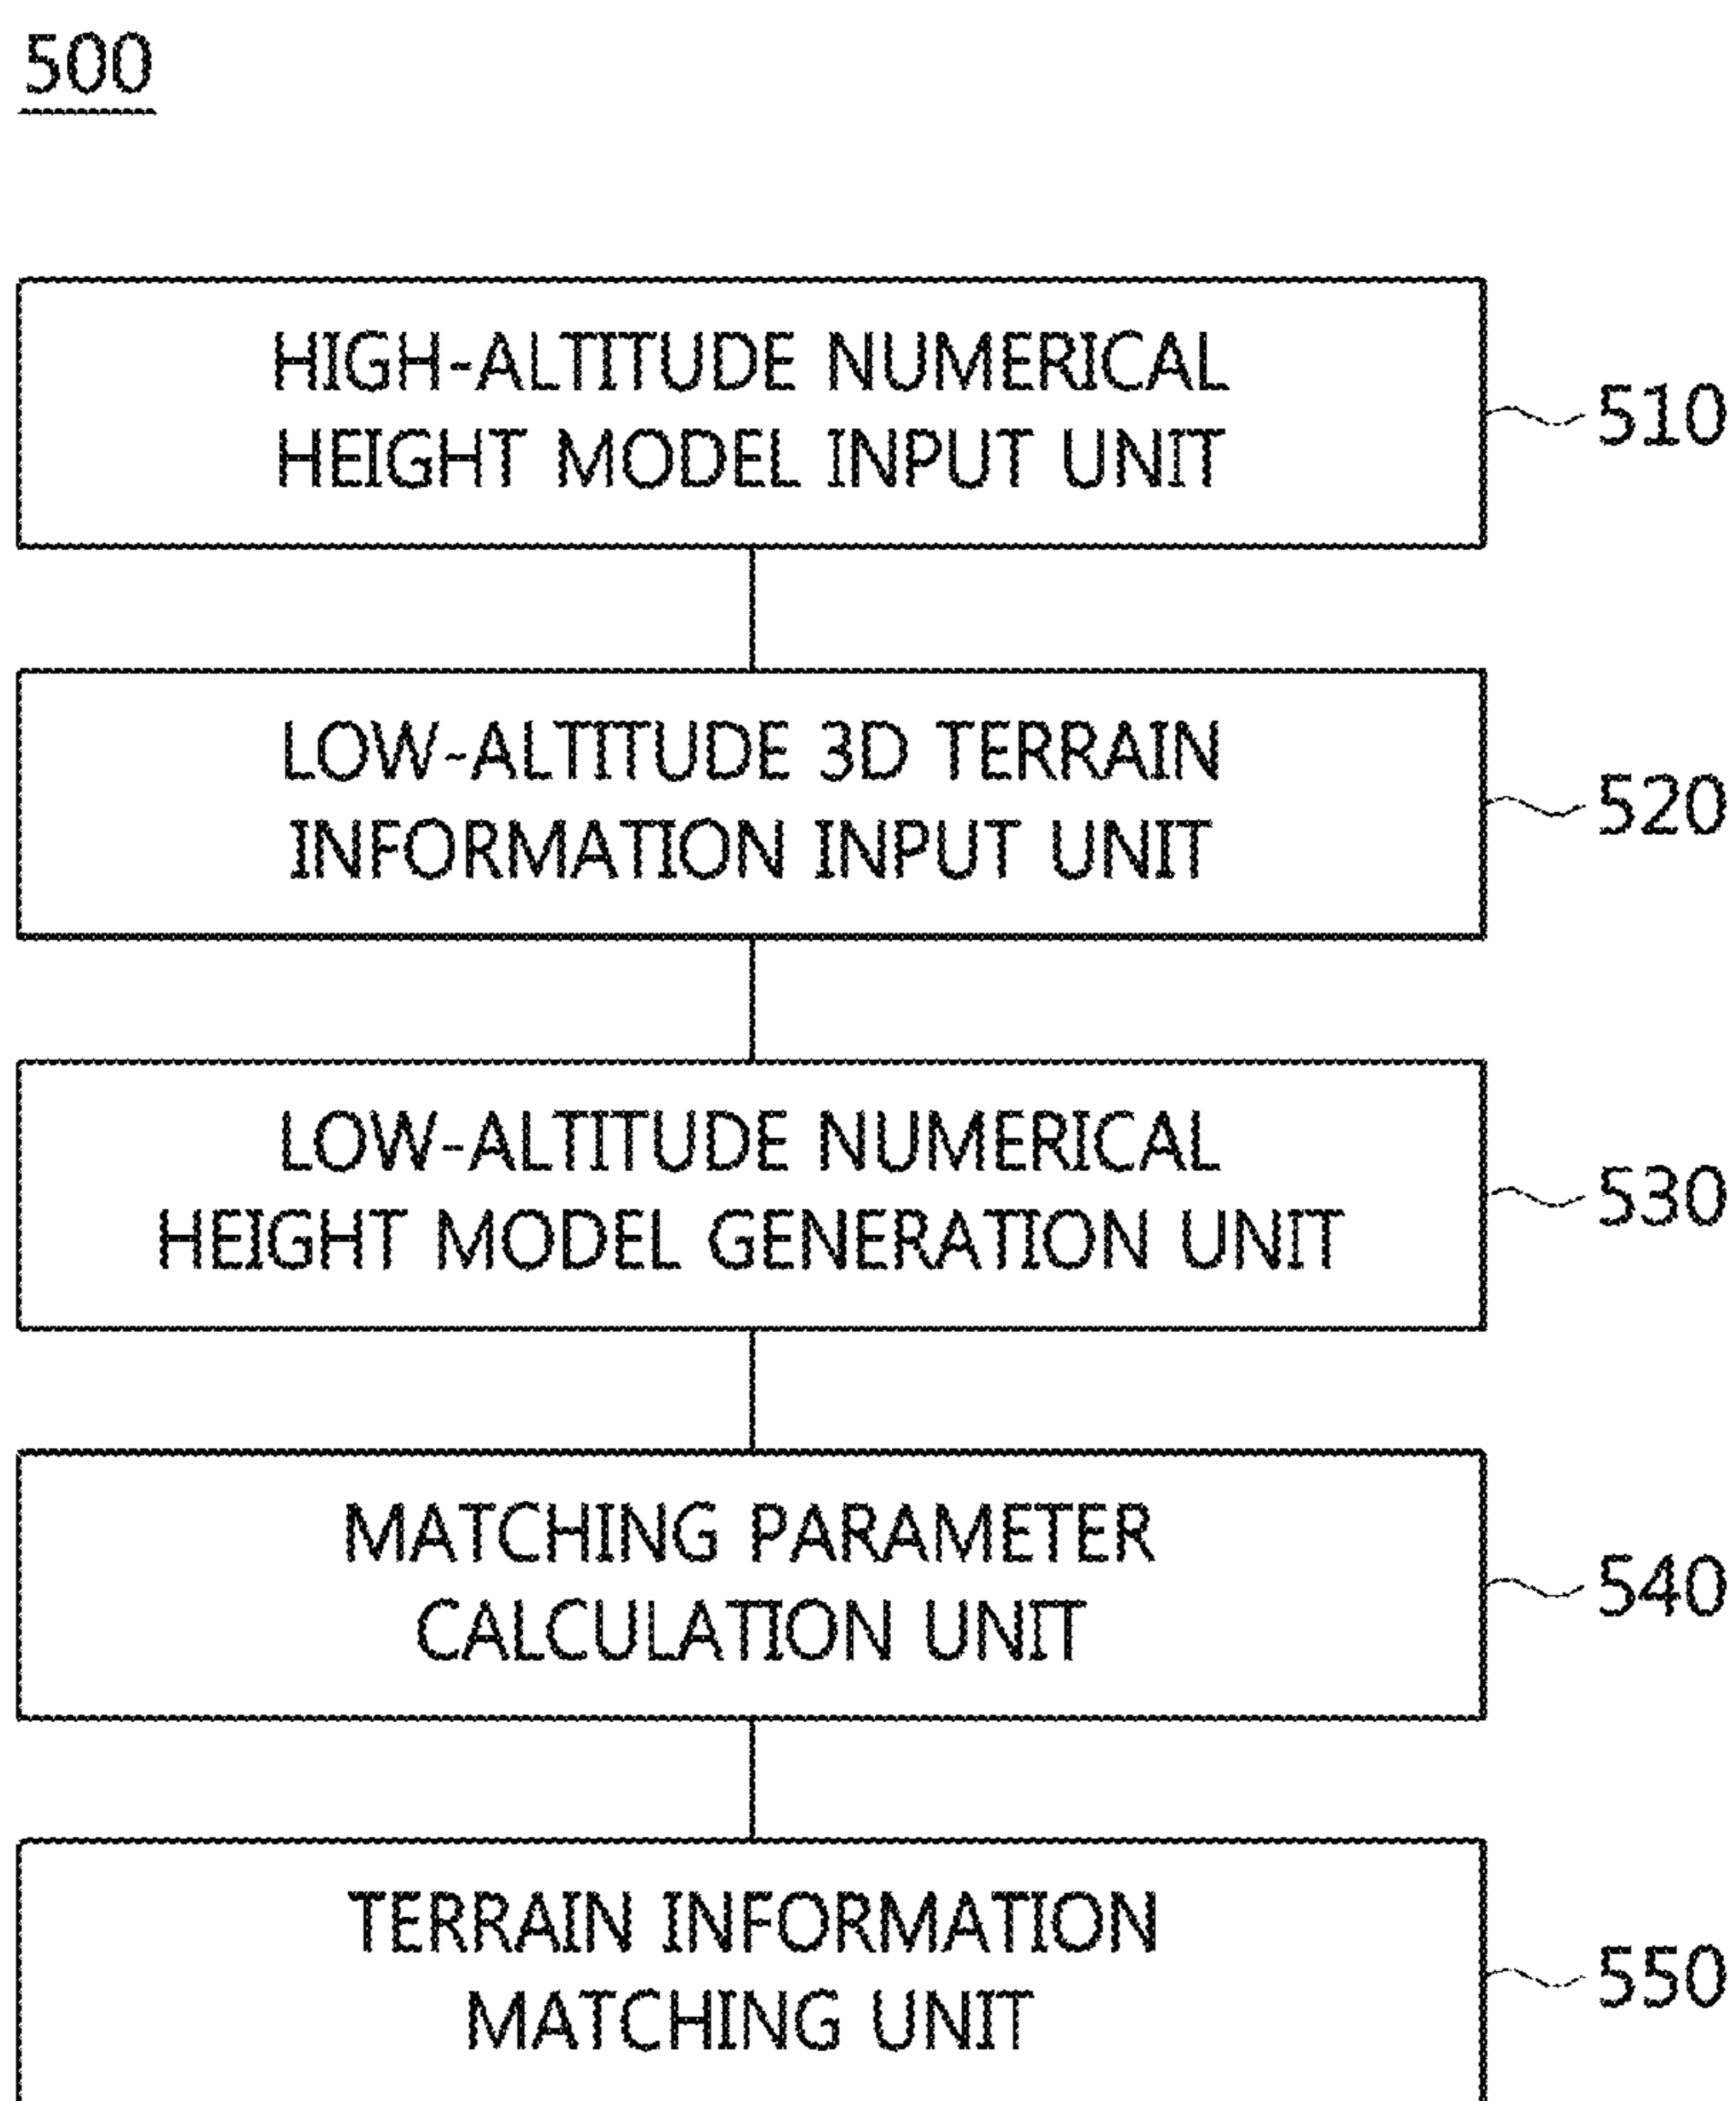 500
HIGH-ALTITUDE NUMERICAL
HEIGHT MODEL INPUT UNIT
510
LOW-ALTITUDE 3D TERRAIN
INFORMATION INPUT UNIT
520
LOW-ALTITUDE NUMERICAL
HEIGHT MODEL GENERATION UNIT
530
MATCHING PARAMETER
CALCULATION UNIT
540
TERRAIN INFORMATION
MATCHING UNIT
550